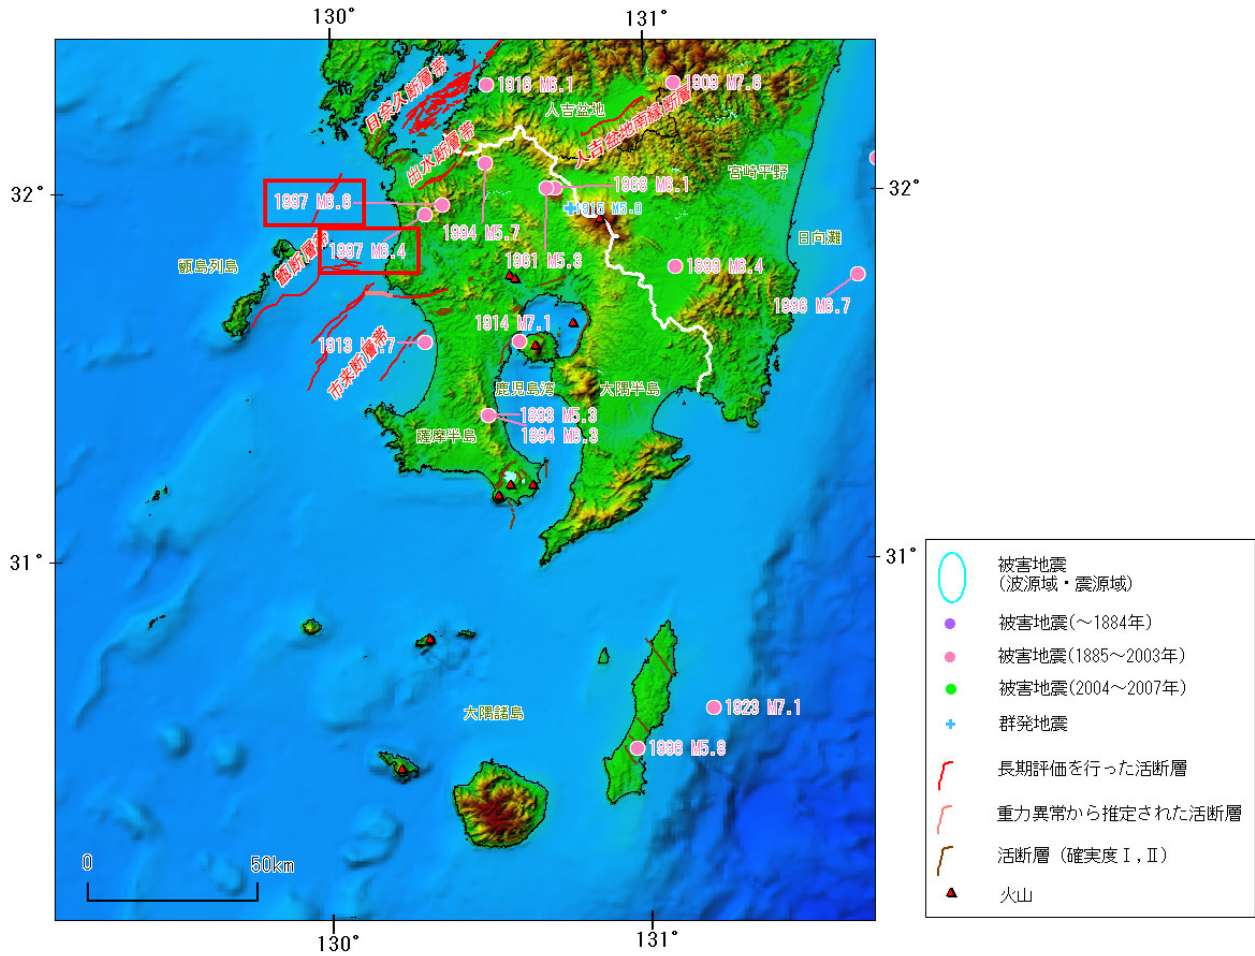 130°
131°
日奈久断層帯
1916 M6.1
1909 M7.6
人吉盆地
人吉盆地南縁断層
出水断層帯
宮崎平野
32°
32°
1997 M6.6
1968 M6.1
1915 M5.0
1994 M5.7
日向灘
1997 M6.4
甑断層帯
甑島列島
1961 M5.3
1899 M6.4
1996 M6.7
1914 M7.1
市来断層帯
鹿児島湾
大隅半島
1893 M5.3
1894 M6.3
薩摩半島
31°
31°
被害地震
(波源域・震源域)
被害地震(～1884年)
被害地震(1885～2003年)
被害地震(2004～2007年)
群発地震
長期評価を行った活断層
重力異常から推定された活断層
活断層 (確実度Ⅰ,Ⅱ)
火山
1923 M7.1
大隅諸島
1996 M5.8
0
50km
130°
131°